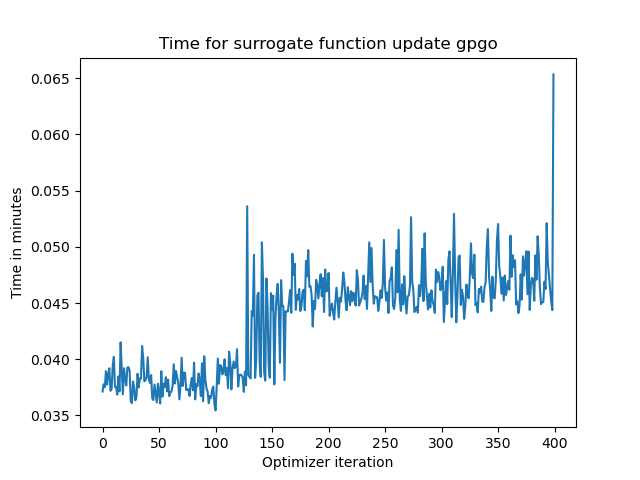 Time for surrogate function update gpgo
0.065
0.060
0.055
0.050
0.045
0.040
0.035
Time in minutes
0 50 100 150 200 250 300 350 400
Optimizer iteration